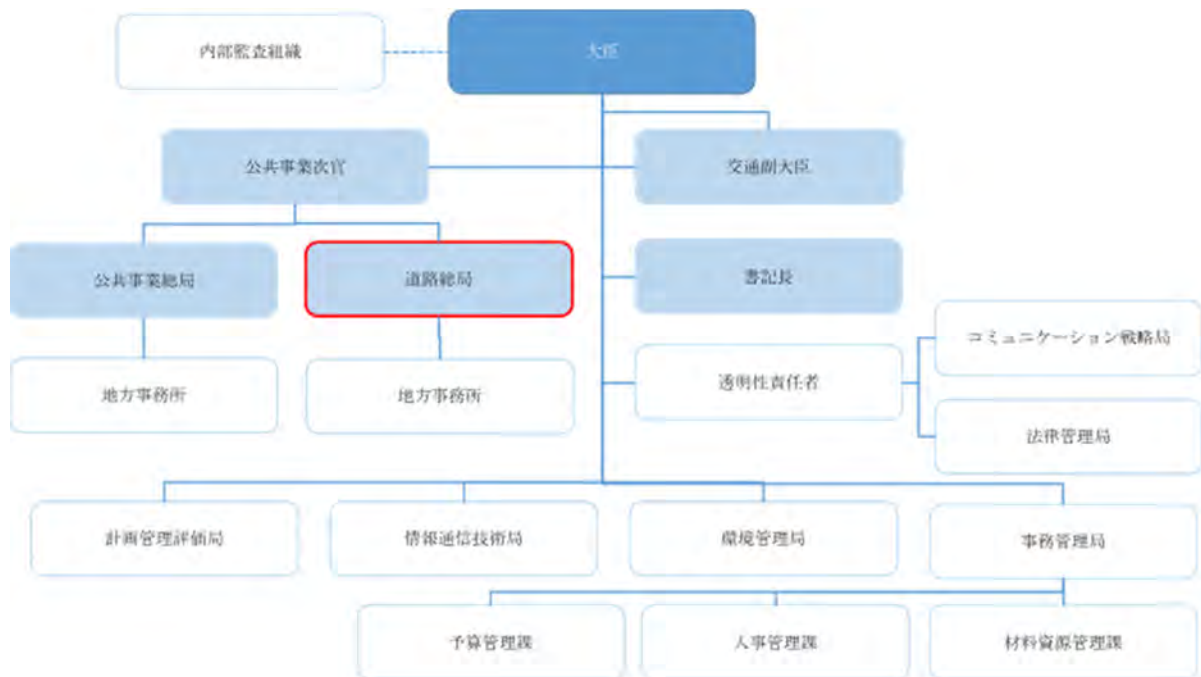 内部監査組織
大臣
公共事業次官
交通副大臣
公共事業総局
道路総局
書記長
地方事務所
地方事務所
透明性責任者
コミュニケーション戦略局
法律管理局
計画管理評価局
情報通信技術局
環境管理局
事務管理局
予算管理課
人事管理課
材料資源管理課